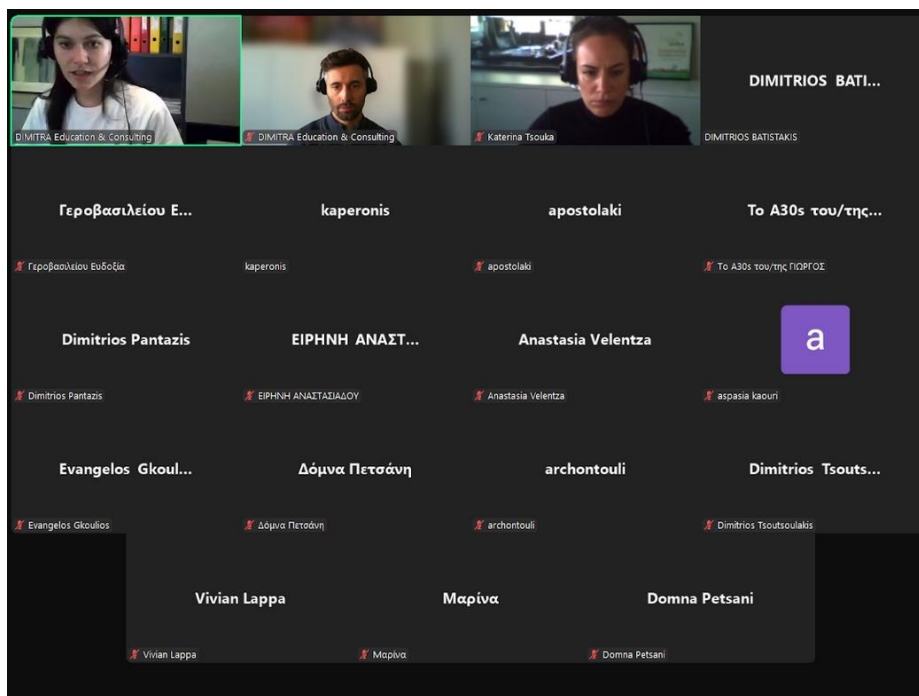 DIMITRA Education & Consulting
DIMITRA Education & Consulting
Katerina Tsouka
DIMITRIOS BATI...
DIMITRIOS BATISTAKIS
Γεροβασιλείου Ε...
Γεροβασιλείου Ευδοξία
kaperonis
kaperonis
apostolaki
apostolaki
Το A30s του/της...
Το A30s του/της ΓΙΩΡΓΟΣ
Dimitrios Pantazis
Dimitrios Pantazis
ΕΙΡΗΝΗ ΑΝΑΣΤ...
ΕΙΡΗΝΗ ΑΝΑΣΤΑΣΙΑΔΟΥ
Anastasia Velentza
Anastasia Velentza
a
aspasia kaouri
Evangelos Gkoul...
Evangelos Gkoulios
Δόμνα Πετσάνη
Δόμνα Πετσάνη
archontouli
archontouli
Dimitrios Tsouts...
Dimitrios Tsoutsoulakis
Vivian Lappa
Vivian Lappa
Μαρίνα
Μαρίνα
Domna Petsani
Domna Petsani